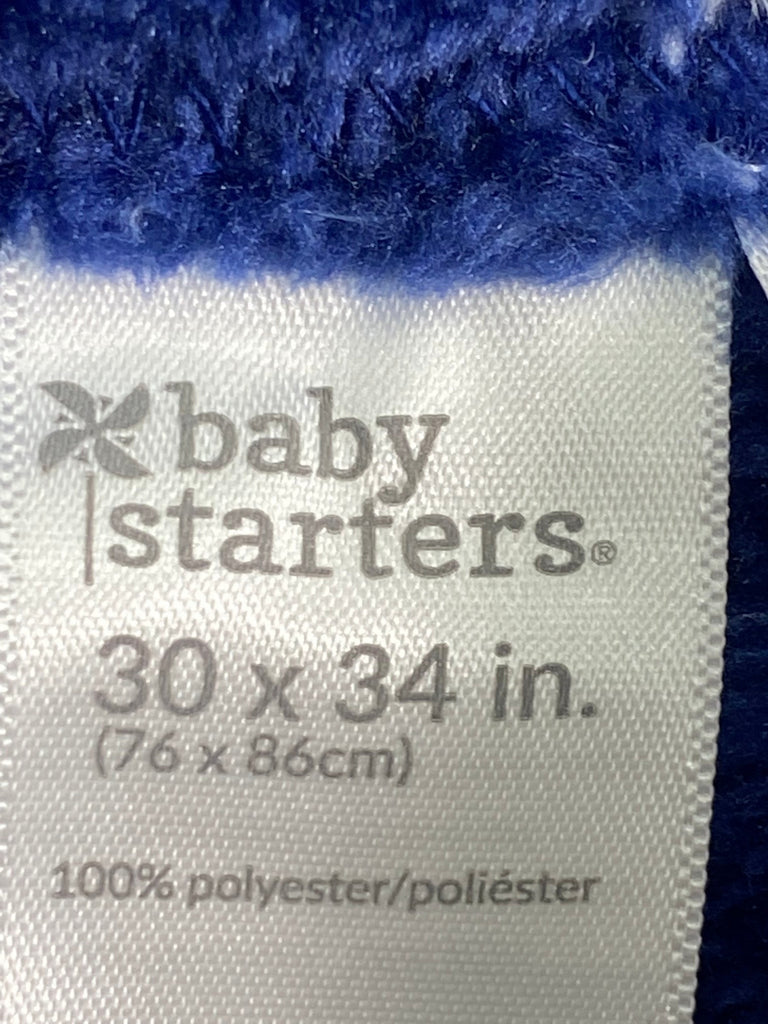 baby
starters®
30 x 34 in.
(76 x 86cm)
100% polyester/poliéster